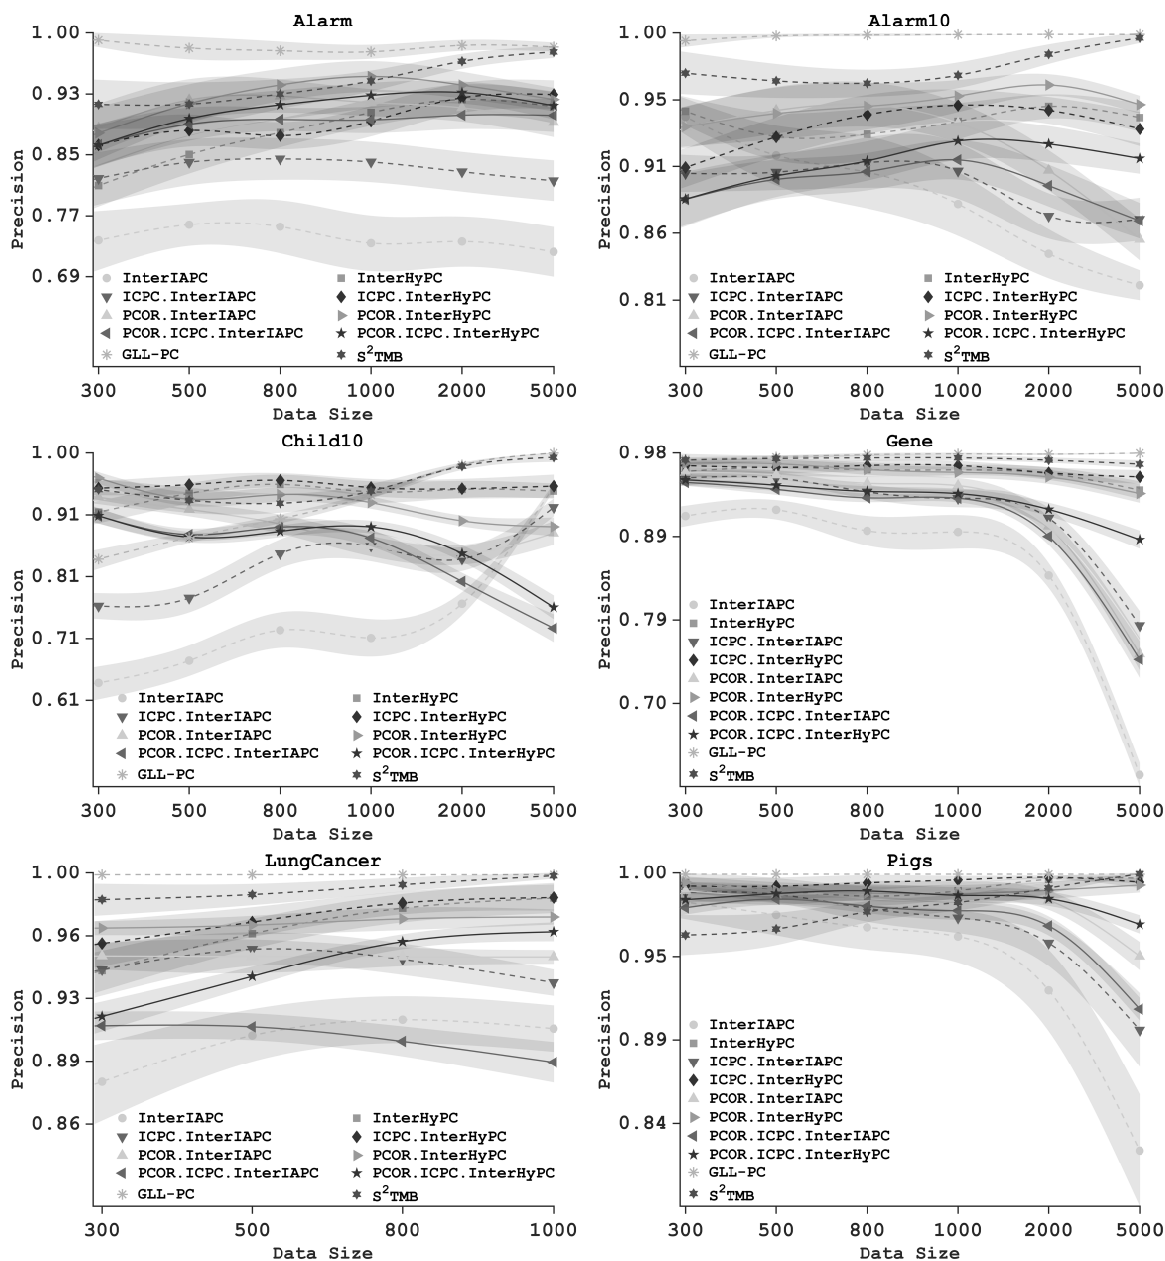 Alarm
Precision
1.00
0.93
0.85
0.77
0.69
InterIAPC
InterHyPC
ICPC.InterIAPC
ICPC.InterHyPC
PCOR.InterIAPC
PCOR.InterHyPC
PCOR.ICPC.InterIAPC
PCOR.ICPC.InterHyPC
GLL-PC
S²TMB
300 500 800 1000 2000 5000
Data Size
Alarm10
Precision
1.00
0.95
0.91
0.86
0.81
InterIAPC
InterHyPC
ICPC.InterIAPC
ICPC.InterHyPC
PCOR.InterIAPC
PCOR.InterHyPC
PCOR.ICPC.InterIAPC
PCOR.ICPC.InterHyPC
GLL-PC
S²TMB
300 500 800 1000 2000 5000
Data Size
Child10
Precision
1.00
0.91
0.81
0.71
0.61
InterIAPC
InterHyPC
ICPC.InterIAPC
ICPC.InterHyPC
PCOR.InterIAPC
PCOR.InterHyPC
PCOR.ICPC.InterIAPC
PCOR.ICPC.InterHyPC
GLL-PC
S²TMB
300 500 800 1000 2000 5000
Data Size
Gene
Precision
0.98
0.89
0.79
0.70
InterIAPC
InterHyPC
ICPC.InterIAPC
ICPC.InterHyPC
PCOR.InterIAPC
PCOR.InterHyPC
PCOR.ICPC.InterIAPC
PCOR.ICPC.InterHyPC
GLL-PC
S²TMB
300 500 800 1000 2000 5000
Data Size
LungCancer
Precision
1.00
0.96
0.93
0.89
0.86
InterIAPC
InterHyPC
ICPC.InterIAPC
ICPC.InterHyPC
PCOR.InterIAPC
PCOR.InterHyPC
PCOR.ICPC.InterIAPC
PCOR.ICPC.InterHyPC
GLL-PC
S²TMB
300 500 800 1000
Data Size
Pigs
Precision
1.00
0.95
0.89
0.84
InterIAPC
InterHyPC
ICPC.InterIAPC
ICPC.InterHyPC
PCOR.InterIAPC
PCOR.InterHyPC
PCOR.ICPC.InterIAPC
PCOR.ICPC.InterHyPC
GLL-PC
S²TMB
300 500 800 1000 2000 5000
Data Size